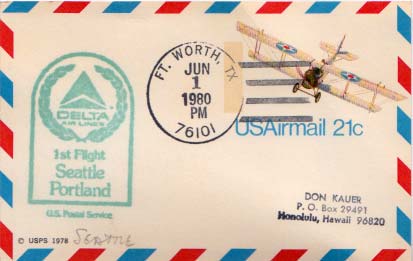 DELTA
AIR LINES
1st Flight
Seattle
Portland
U.S. Postal Service
FT. WORTH, TX
JUN
1
1980
PM
76101
USAirmail 21c
DON KAUER
P. O. Box 29491
Honolulu, Hawaii 96820
© USPS 1978
SEATTLE